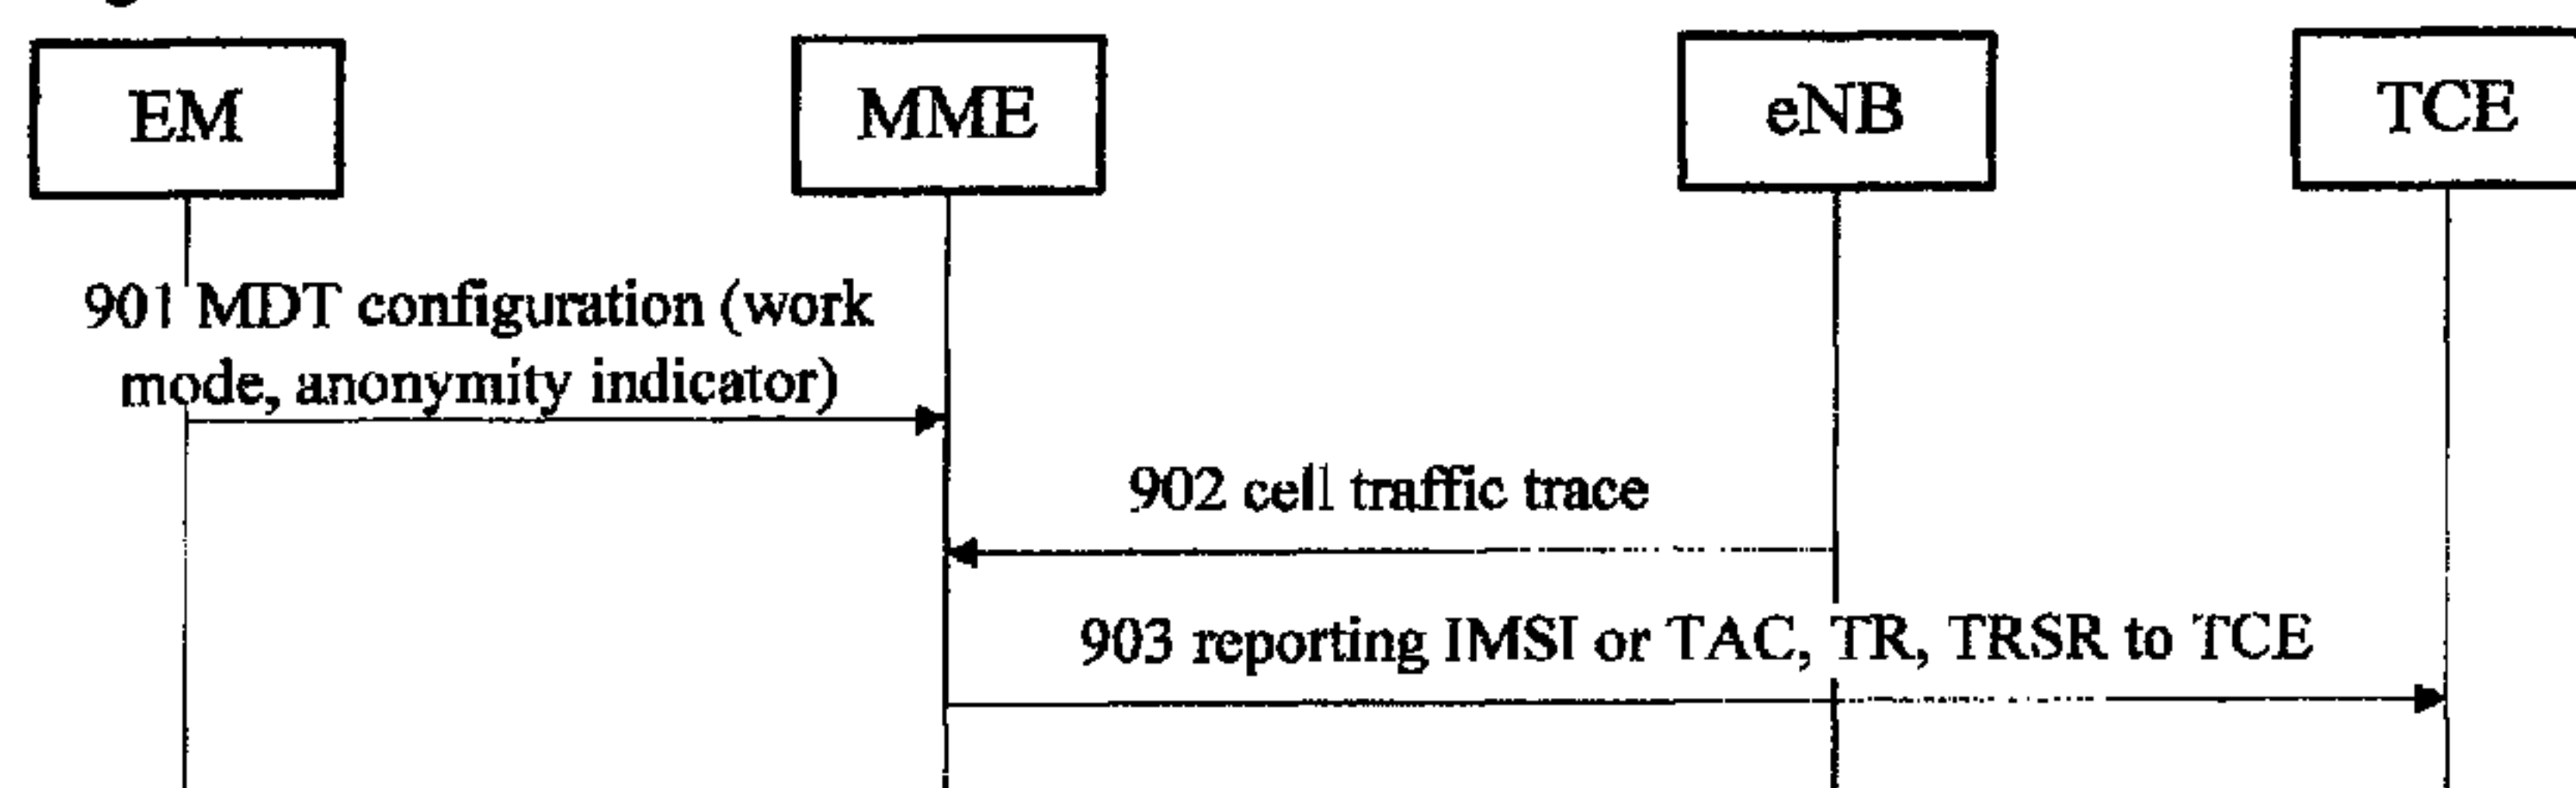 EM
MME
eNB
TCE
901 MDT configuration (work
mode, anonymity indicator)
902 cell traffic trace
903 reporting IMSI or TAC, TR, TRSR to TCE